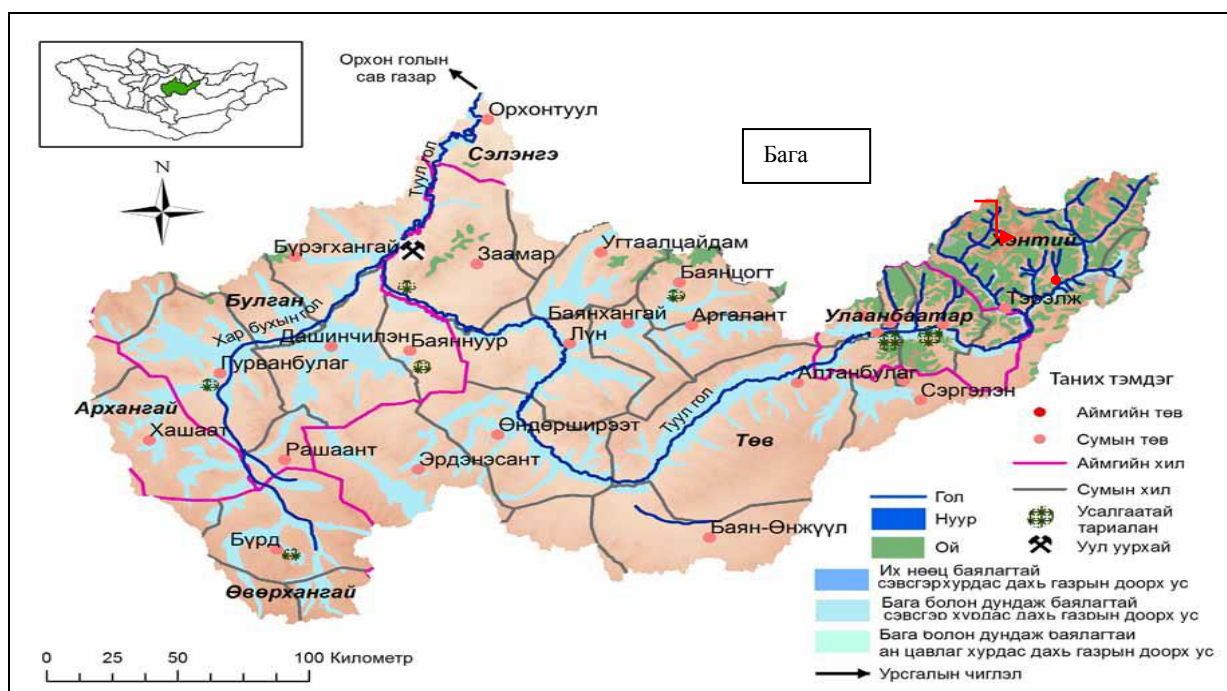 Орхон голын
сав газар
Орхонтуул
Бага
Сэлэнгэ
Туул гол
N
Хэнтий
Бүрэгхангай
Угтаалцайдам
Заамар
Баянцогт
Тэрэлж
Булган
Хар бухын гол
Баянхангай
Аргалант
Улаанбаатар
Дашинчилэн
Баяннуур
Лүн
Гурванбулаг
Алтанбулаг
Сэргэлэн
Архангай
Хашаат
Өндерширээт
Туул гол
Төв
Рашаант
Эрдэнэсант
Бүрд
Баян-Өнжүүл
Өвөрхангай
Таних тэмдэг
Аймгийн төв
Сумын төв
Аймгийн хил
Гол
Сумын хил
Нуур
Усалгаатай
тариалан
Ой
Уул уурхай
Их нөөц баялагтай
сэвсгэрхурдас дахь газрын доорх ус
Бага болон дундаж баялагтай
сэвсгэр хурдас дахь газрын доорх ус
Бага болон дундаж баялагтаи
ан цавлаг хурдас дахь газрын доорх ус
Урсгалын чиглэл
0 25 50 100 Километр